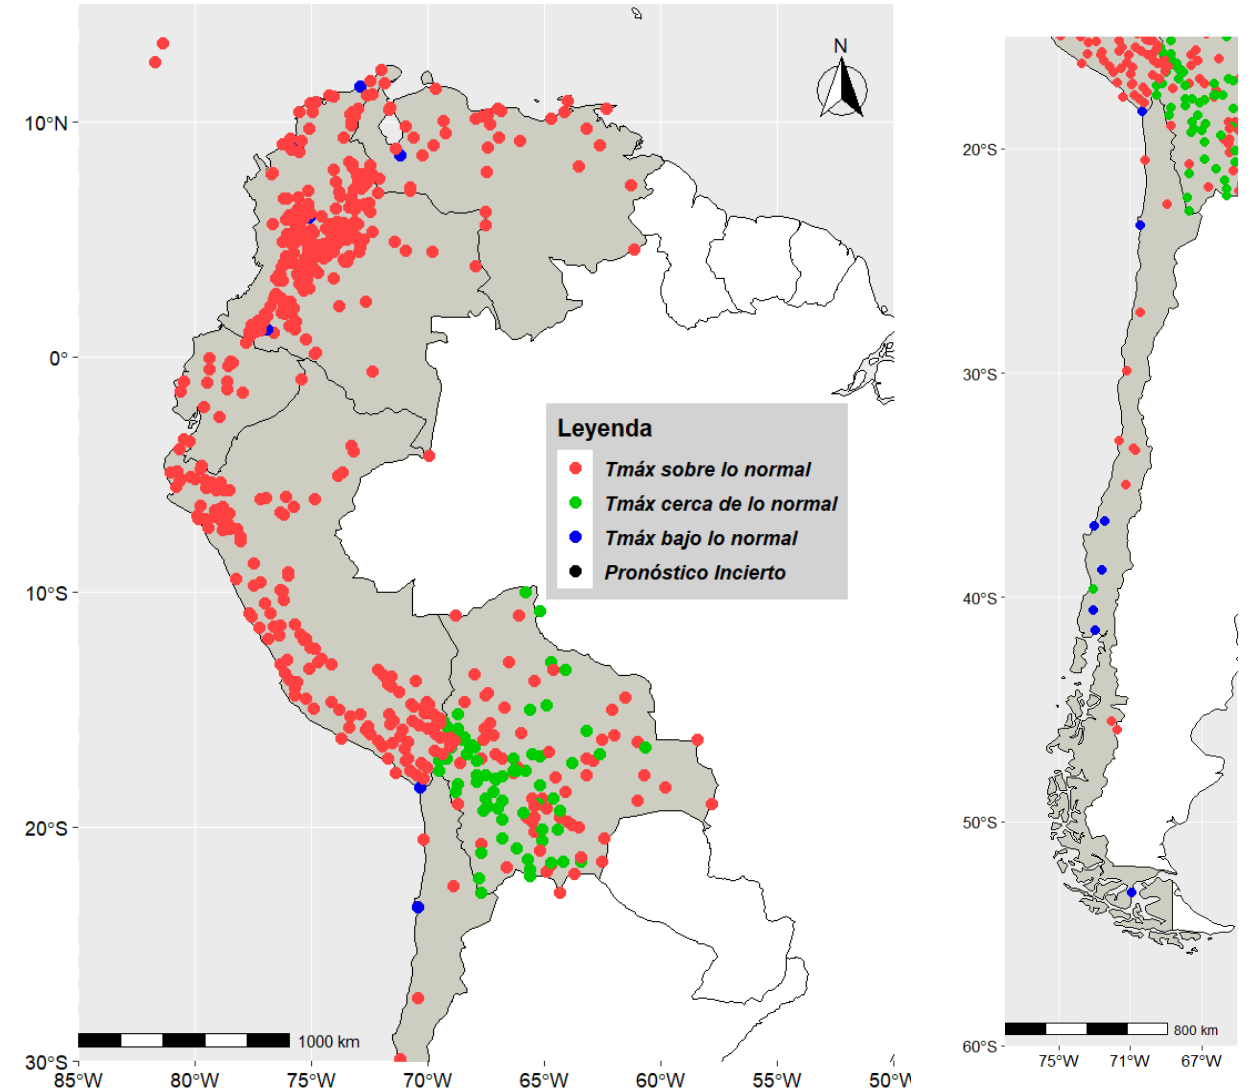 N
10°N
0°
10°S
20°S
30°S
85°W 80°W 75°W 70°W 65°W 60°W 55°W 50°W
1000 km
Leyenda
Tmáx sobre lo normal
Tmáx cerca de lo normal
Tmáx bajo lo normal
Pronóstico Incierto
20°S
30°S
40°S
50°S
60°S
75°W 71°W 67°W
800 km